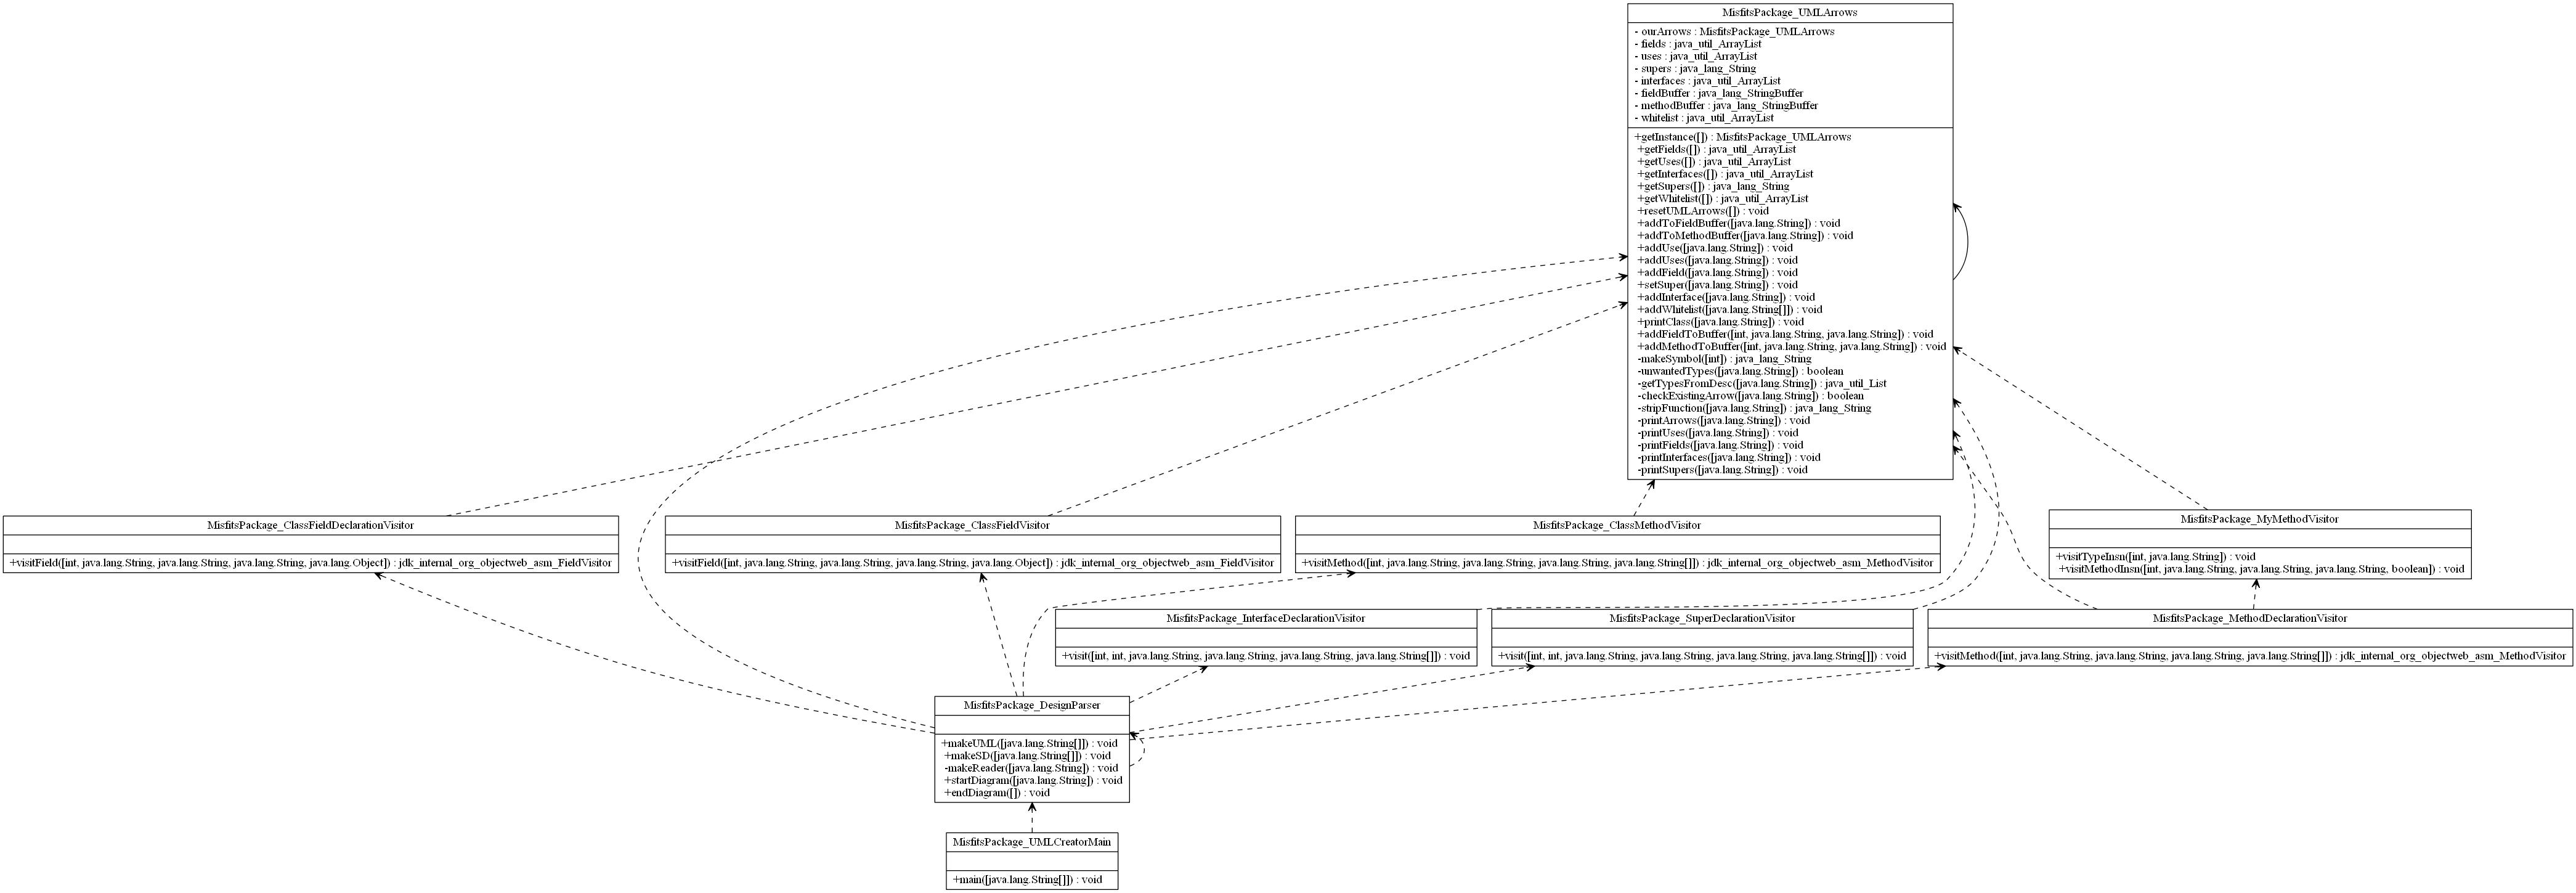 MisfitsPackage_UMLArrows
- ourArrows : MisfitsPackage_UMLArrows
- fields : java_util_ArrayList
- uses : java_util_ArrayList
- supers : java_lang_String
- interfaces : java_util_ArrayList
- fieldBuffer : java_lang_StringBuffer
- methodBuffer : java_lang_StringBuffer
- whitelist : java_util_ArrayList
+getInstance([]) : MisfitsPackage_UMLArrows
+getFields([]) : java_util_ArrayList
+getUses([]) : java_util_ArrayList
+getInterfaces([]) : java_util_ArrayList
+getSupers([]) : java_lang_String
+getWhitelist([]) : java_util_ArrayList
+resetUMLArrows([]) : void
+addToFieldBuffer([java.lang.String]) : void
+addToMethodBuffer([java.lang.String]) : void
+addUse([java.lang.String]) : void
+addUses([java.lang.String]) : void
+addField([java.lang.String]) : void
+setSuper([java.lang.String]) : void
+addInterface([java.lang.String]) : void
+addWhitelist([java.lang.String[]]) : void
+printClass([java.lang.String]) : void
+addFieldToBuffer([int, java.lang.String, java.lang.String]) : void
+addMethodToBuffer([int, java.lang.String, java.lang.String]) : void
-makeSymbol([int]) : java_lang_String
-unwantedTypes([java.lang.String]) : boolean
-getTypesFromDesc([java.lang.String]) : java_util_List
-checkExistingArrow([java.lang.String]) : boolean
-stripFunction([java.lang.String]) : java_lang_String
-printArrows([java.lang.String]) : void
-printUses([java.lang.String]) : void
-printFields([java.lang.String]) : void
-printInterfaces([java.lang.String]) : void
-printSupers([java.lang.String]) : void
MisfitsPackage_ClassFieldDeclarationVisitor
+visitField([int, java.lang.String, java.lang.String, java.lang.String, java.lang.Object]) : jdk_internal_org_objectweb_asm_FieldVisitor
MisfitsPackage_ClassFieldVisitor
+visitField([int, java.lang.String, java.lang.String, java.lang.String, java.lang.Object]) : jdk_internal_org_objectweb_asm_FieldVisitor
MisfitsPackage_ClassMethodVisitor
+visitMethod([int, java.lang.String, java.lang.String, java.lang.String, java.lang.String[]]) : jdk_internal_org_objectweb_asm_MethodVisitor
MisfitsPackage_MyMethodVisitor
+visitTypeInsn([int, java.lang.String]) : void
+visitMethodInsn([int, java.lang.String, java.lang.String, java.lang.String, boolean]) : void
MisfitsPackage_InterfaceDeclarationVisitor
+visit([int, int, java.lang.String, java.lang.String, java.lang.String, java.lang.String[]]) : void
MisfitsPackage_SuperDeclarationVisitor
+visit([int, int, java.lang.String, java.lang.String, java.lang.String, java.lang.String[]]) : void
MisfitsPackage_MethodDeclarationVisitor
+visitMethod([int, java.lang.String, java.lang.String, java.lang.String, java.lang.String[]]) : jdk_internal_org_objectweb_asm_MethodVisitor
MisfitsPackage_DesignParser
+makeUML([java.lang.String[]]) : void
+makeSD([java.lang.String[]]) : void
-makeReader([java.lang.String]) : void
+startDiagram([java.lang.String]) : void
+endDiagram([]) : void
MisfitsPackage_UMLCreatorMain
+main([java.lang.String[]]) : void